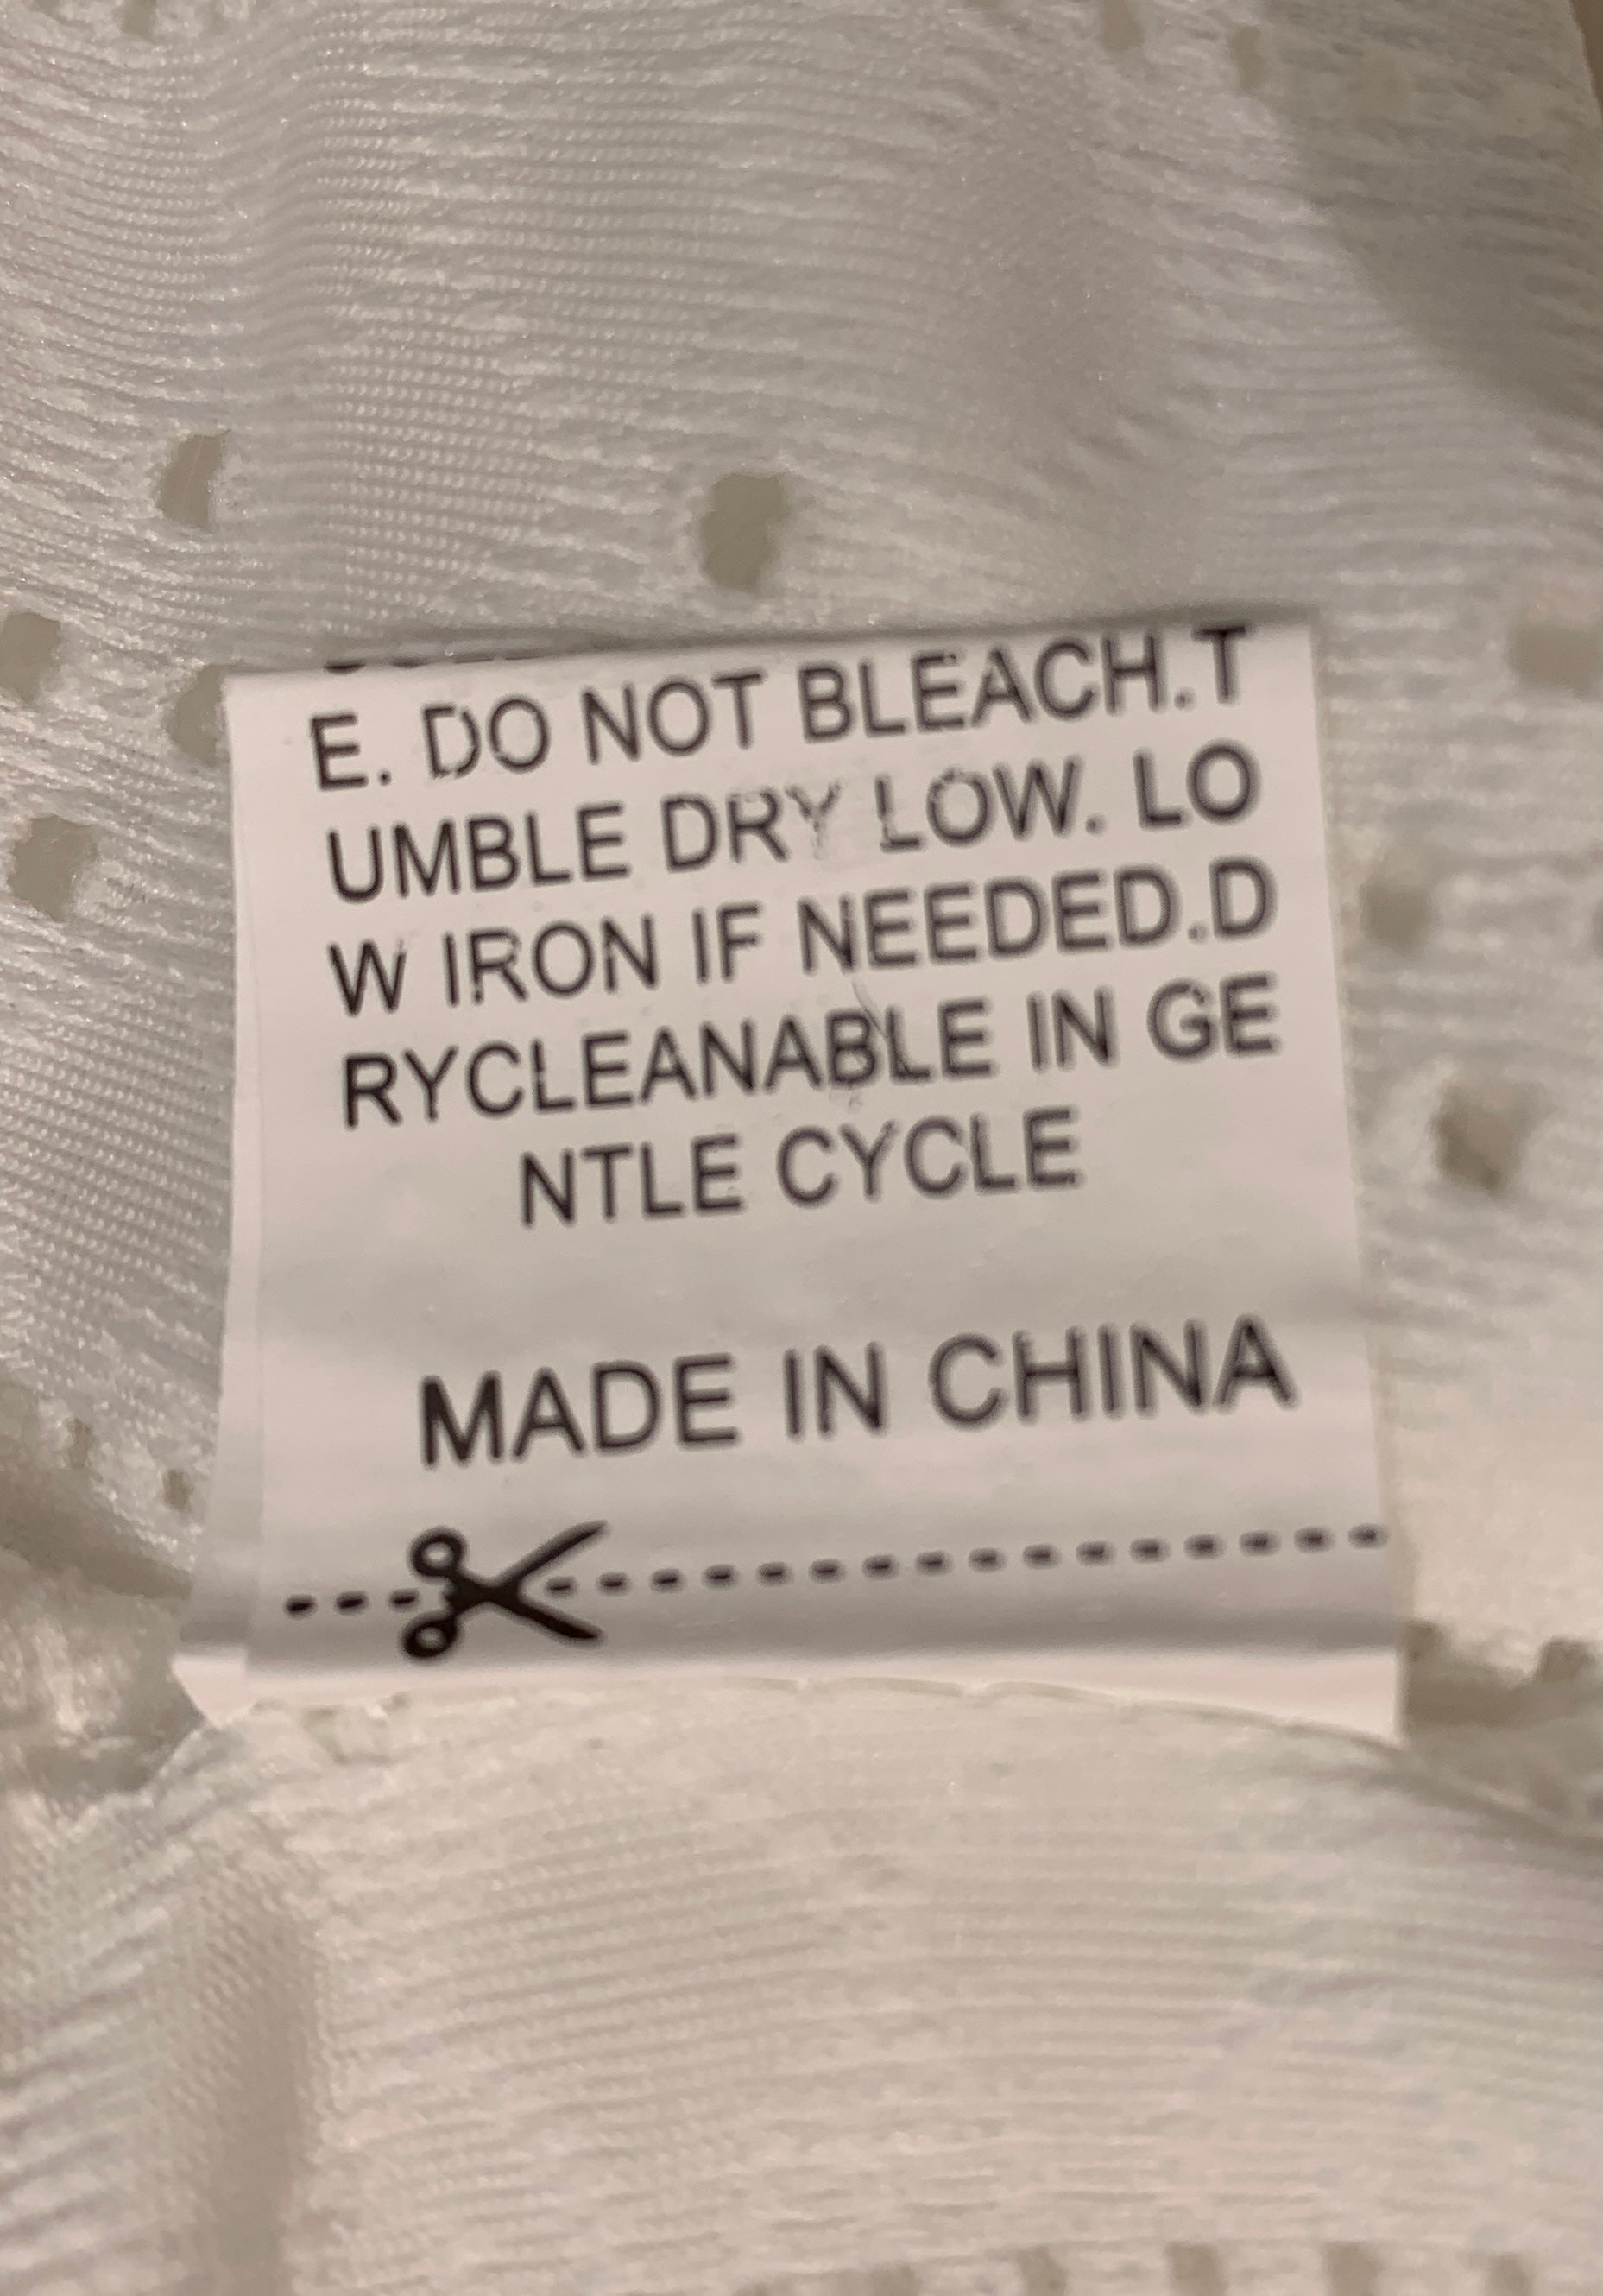 E. DO NOT BLEACH.T
UMBLE DRY LOW. LO
W IRON IF NEEDED.D
RYCLEANABLE IN GE
NTLE CYCLE
MADE IN CHINA